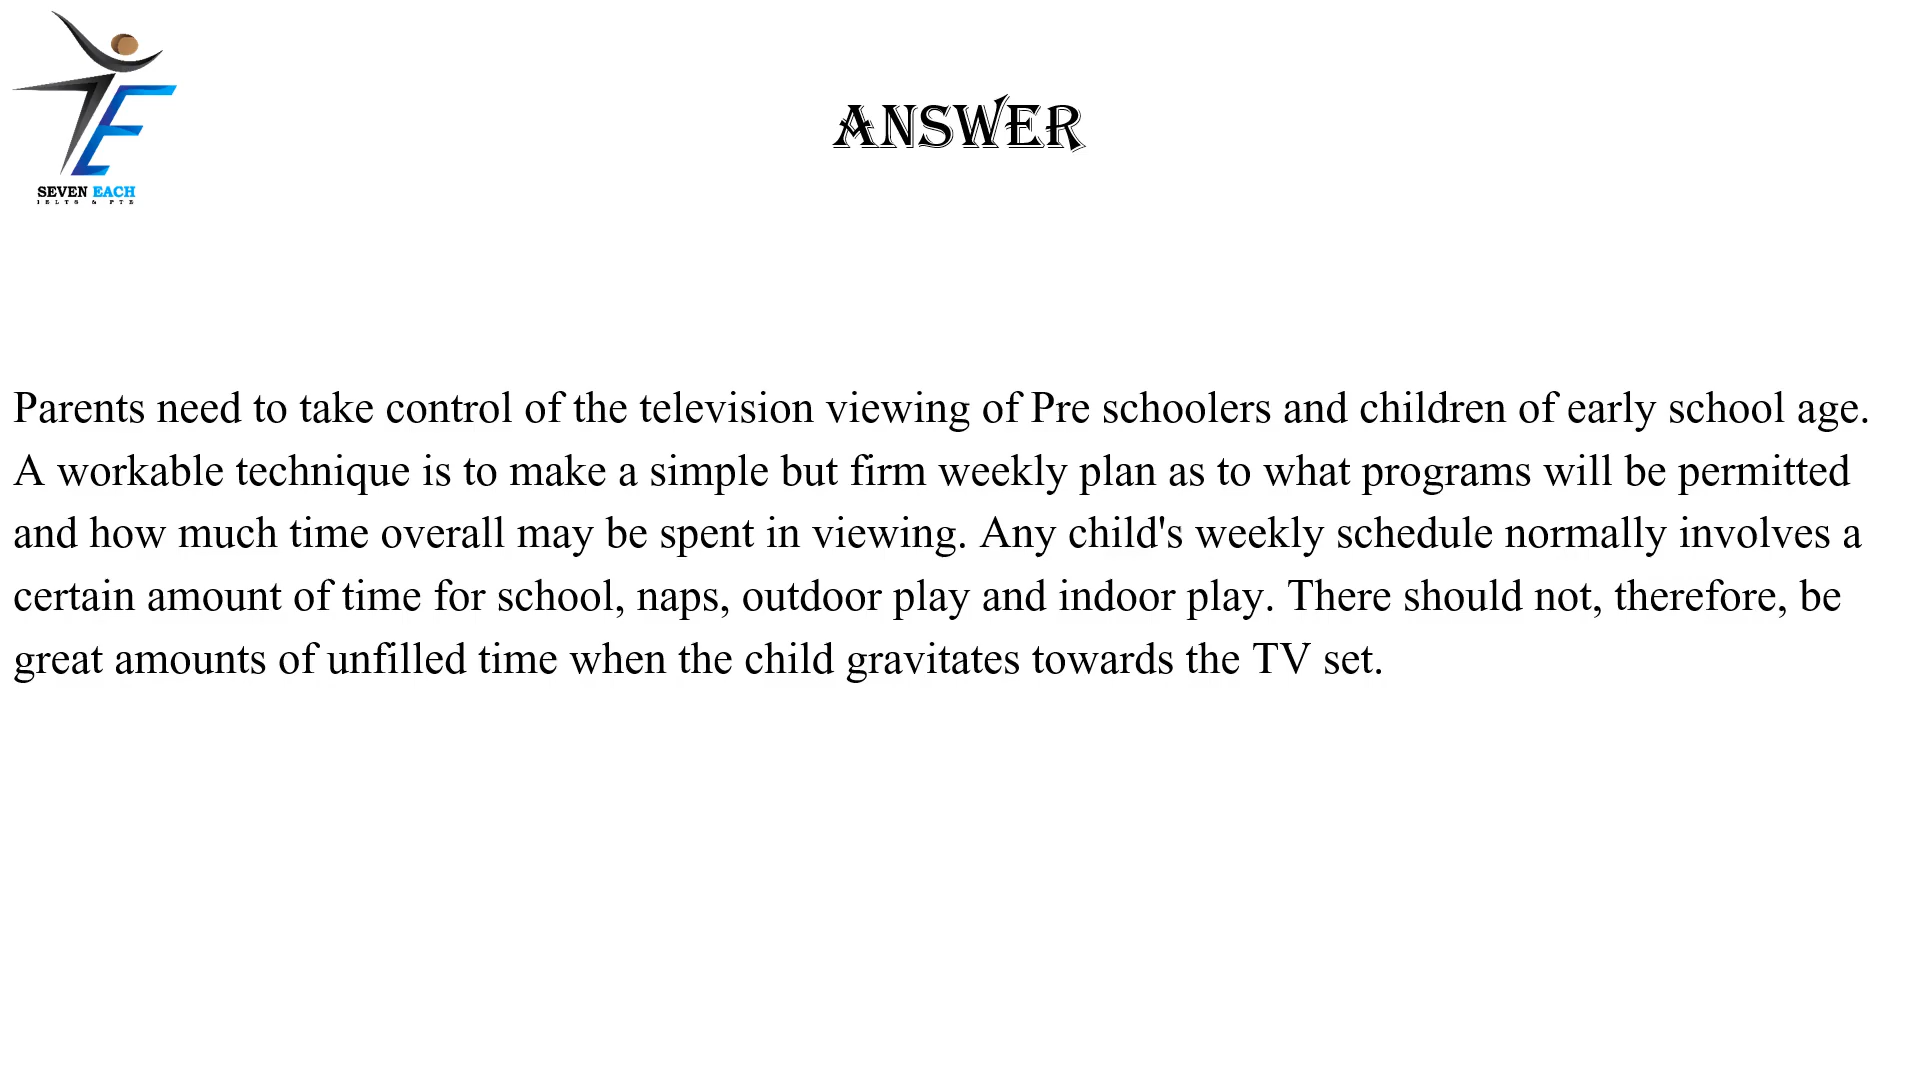 SEVEN EACH
IELTS & PTE
ANSWER
Parents need to take control of the television viewing of Pre schoolers and children of early school age.
A workable technique is to make a simple but firm weekly plan as to what programs will be permitted
and how much time overall may be spent in viewing. Any child's weekly schedule normally involves a
certain amount of time for school, naps, outdoor play and indoor play. There should not, therefore, be
great amounts of unfilled time when the child gravitates towards the TV set.